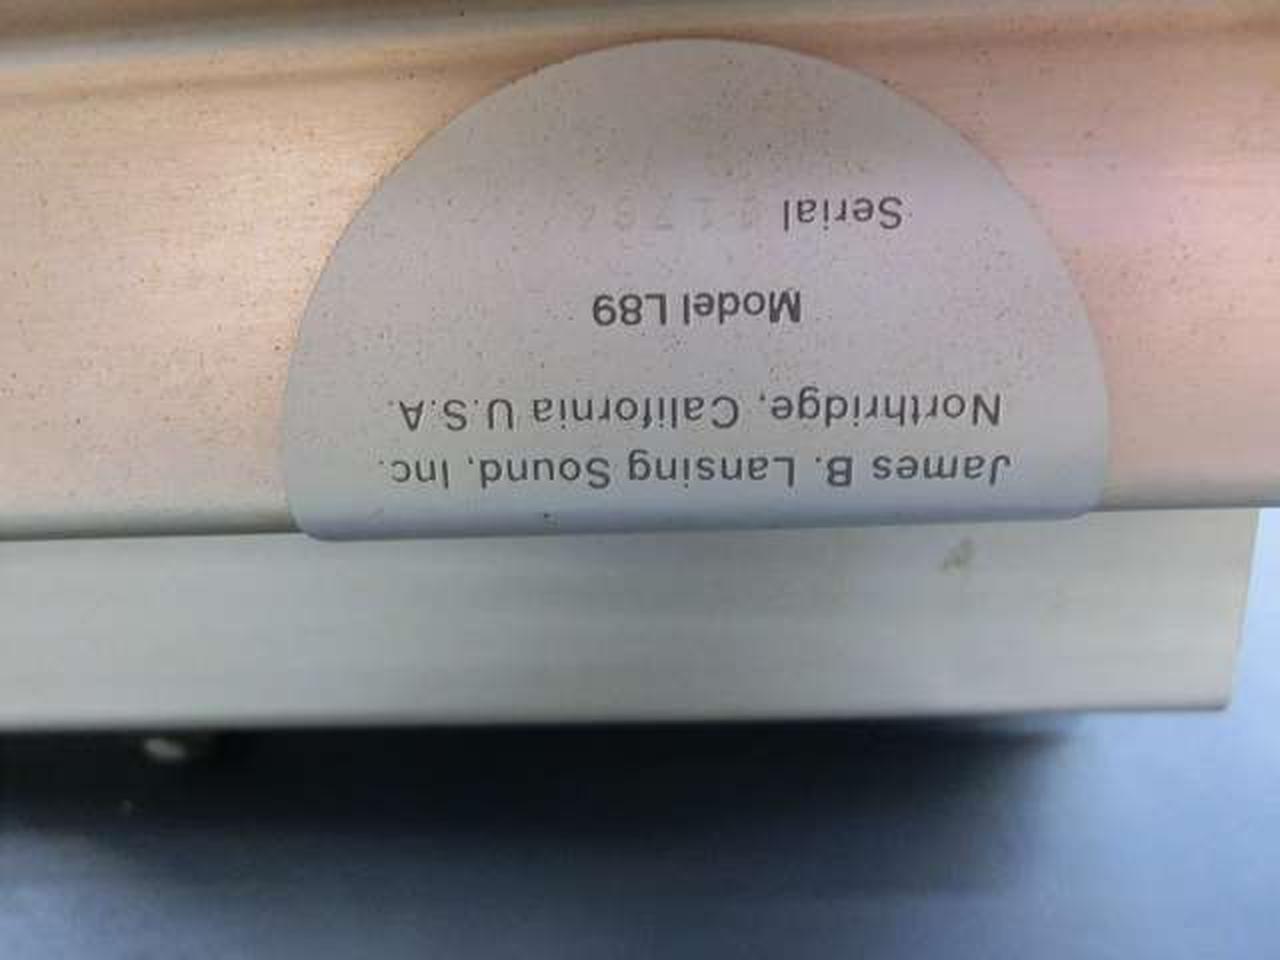 James B. Lansing Sound, Inc.
Northridge, California U.S.A.
Model L89
Serial